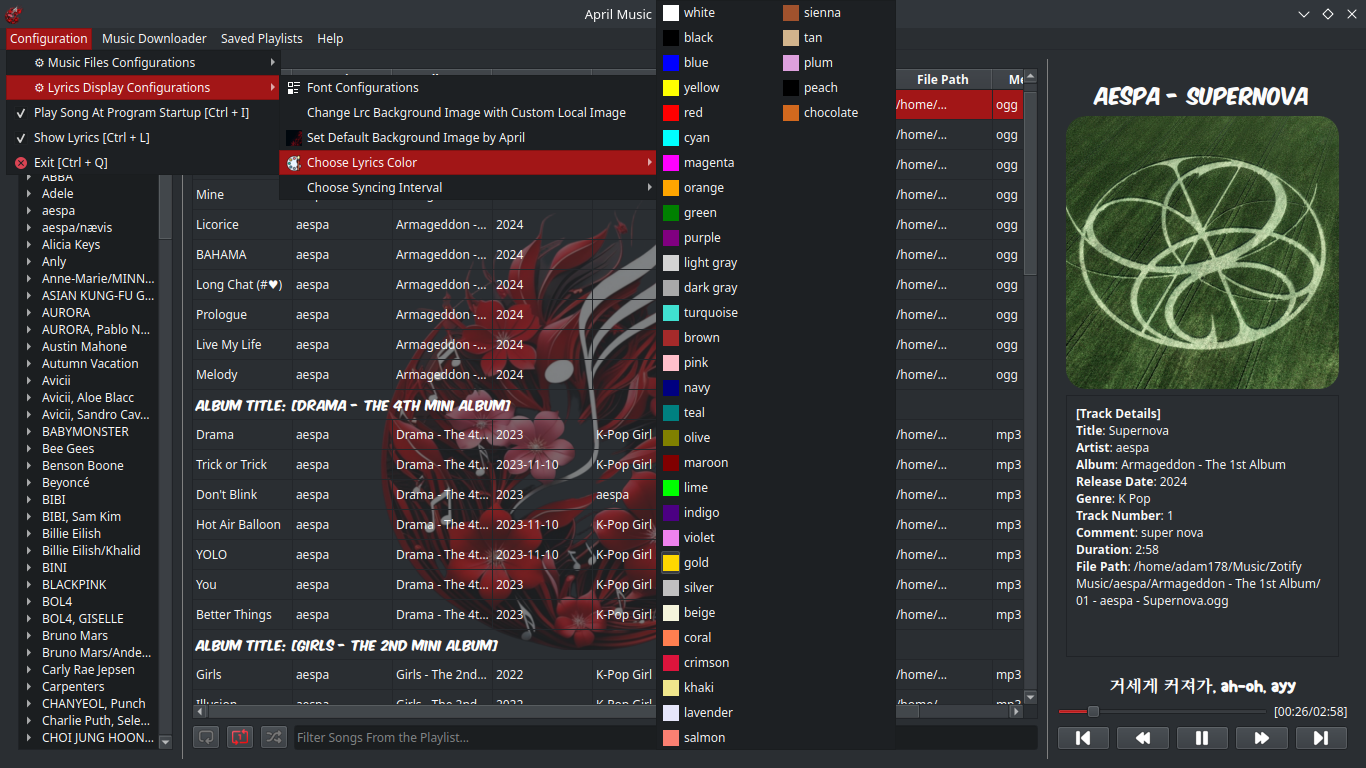 April Music
Configuration
Music Downloader
Saved Playlists
Help
Music Files Configurations
Lyrics Display Configurations
Play Song At Program Startup [Ctrl + I]
Show Lyrics [Ctrl + L]
Exit [Ctrl + Q]
Font Configurations
Change Lrc Background Image with Custom Local Image
Set Default Background Image by April
Choose Lyrics Color
Choose Syncing Interval
white
black
blue
yellow
red
cyan
magenta
orange
green
purple
light gray
dark gray
turquoise
brown
pink
navy
teal
olive
maroon
lime
indigo
violet
gold
silver
beige
coral
crimson
khaki
lavender
salmon
sienna
tan
plum
peach
chocolate
ABBA
Adele
aespa
aespa/nævis
Alicia Keys
Anly
Anne-Marie/MINN...
ASIAN KUNG-FU G...
AURORA
AURORA, Pablo N...
Austin Mahone
Autumn Vacation
Avicii
Avicii, Aloe Blacc
Avicii, Sandro Cav...
BABYMONSTER
Bee Gees
Benson Boone
Beyoncé
BIBI
BIBI, Sam Kim
Billie Eilish
Billie Eilish/Khalid
BINI
BLACKPINK
BOL4
BOL4, GISELLE
Bruno Mars
Bruno Mars/Ande...
Carly Rae Jepsen
Carpenters
CHANYEOL, Punch
Charlie Puth, Sele...
CHOI JUNG HOON...
File Path
/home/... ogg
/home/... ogg
/home/... ogg
Mine /home/... ogg
Licorice aespa Armageddon -... 2024 /home/... ogg
BAHAMA aespa Armageddon -... 2024 /home/... ogg
Long Chat (#♥) aespa Armageddon -... 2024 /home/... ogg
Prologue aespa Armageddon -... 2024 /home/... ogg
Live My Life aespa Armageddon -... 2024 /home/... ogg
Melody aespa Armageddon -... 2024 /home/... ogg
ALBUM TITLE: [DRAMA - THE 4TH MINI ALBUM]
Drama aespa Drama - The 4t... 2023 K-Pop Girl /home/... mp3
Trick or Trick aespa Drama - The 4t... 2023-11-10 K-Pop Girl /home/... mp3
Don't Blink aespa Drama - The 4t... 2023 aespa /home/... mp3
Hot Air Balloon aespa Drama - The 4t... 2023-11-10 K-Pop Girl /home/... mp3
YOLO aespa Drama - The 4t... 2023-11-10 K-Pop Girl /home/... mp3
You aespa Drama - The 4t... 2023 K-Pop Girl /home/... mp3
Better Things aespa Drama - The 4t... 2023 K-Pop Girl /home/... mp3
ALBUM TITLE: [GIRLS - THE 2ND MINI ALBUM]
Girls aespa Girls - The 2nd... 2022 K-Pop Girl /home/... mp3
Filter Songs From the Playlist...
AESPA - SUPERNOVA
[Track Details]
Title: Supernova
Artist: aespa
Album: Armageddon - The 1st Album
Release Date: 2024
Genre: K Pop
Track Number: 1
Comment: super nova
Duration: 2:58
File Path: /home/adam178/Music/Zotify
Music/aespa/Armageddon - The 1st Album/
01 - aespa - Supernova.ogg
거세게 커져가, ah-oh, ayy
[00:26/02:58]